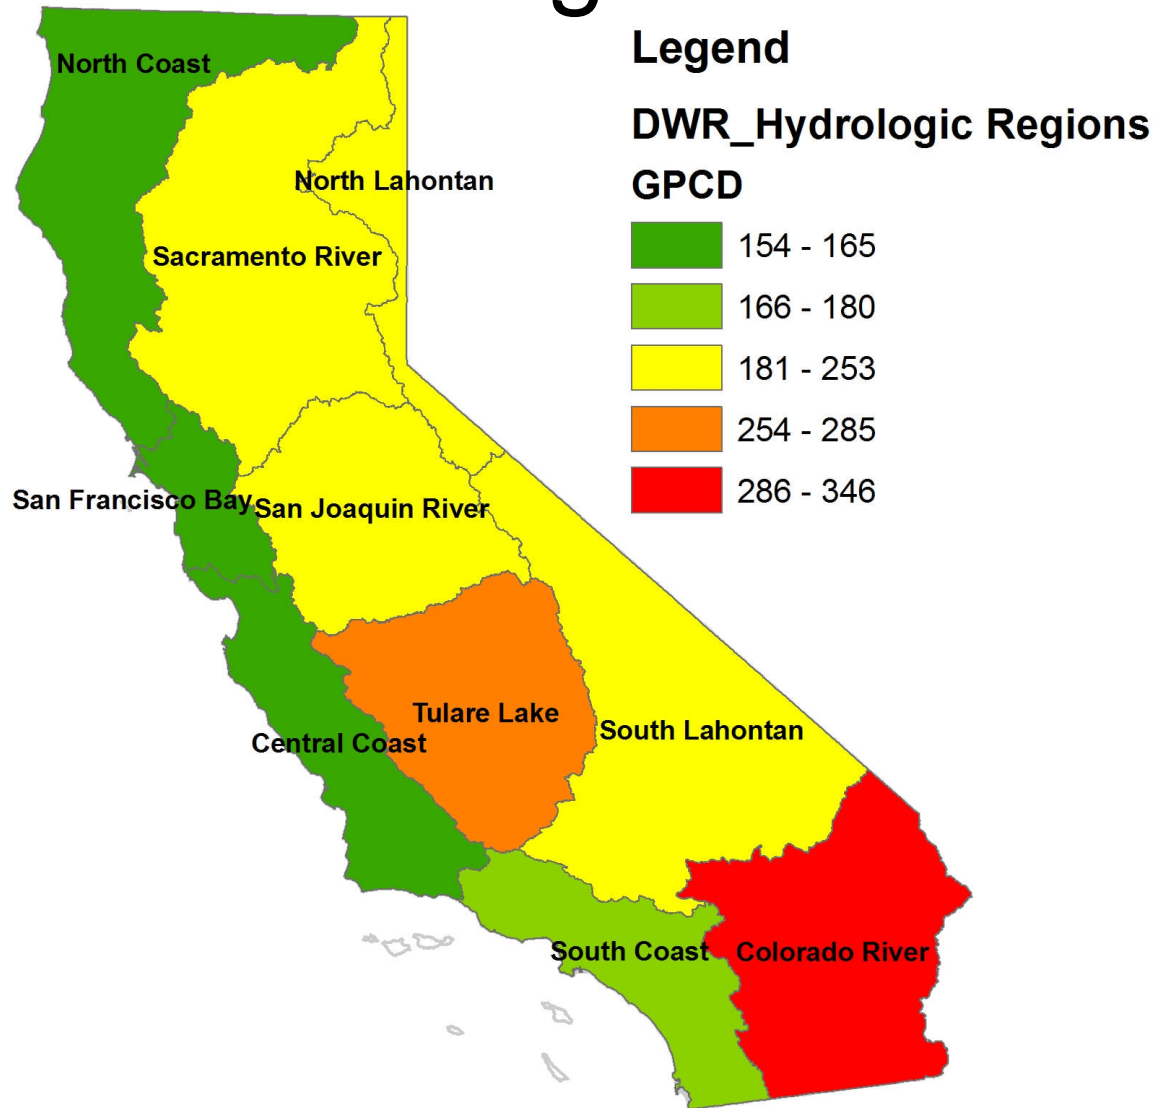 g
Legend
DWR_Hydrologic Regions
GPCD
154 - 165
166 - 180
181 - 253
254 - 285
286 - 346
North Coast
North Lahontan
Sacramento River
San Francisco Bay
San Joaquin River
Tulare Lake
South Lahontan
Central Coast
South Coast
Colorado River